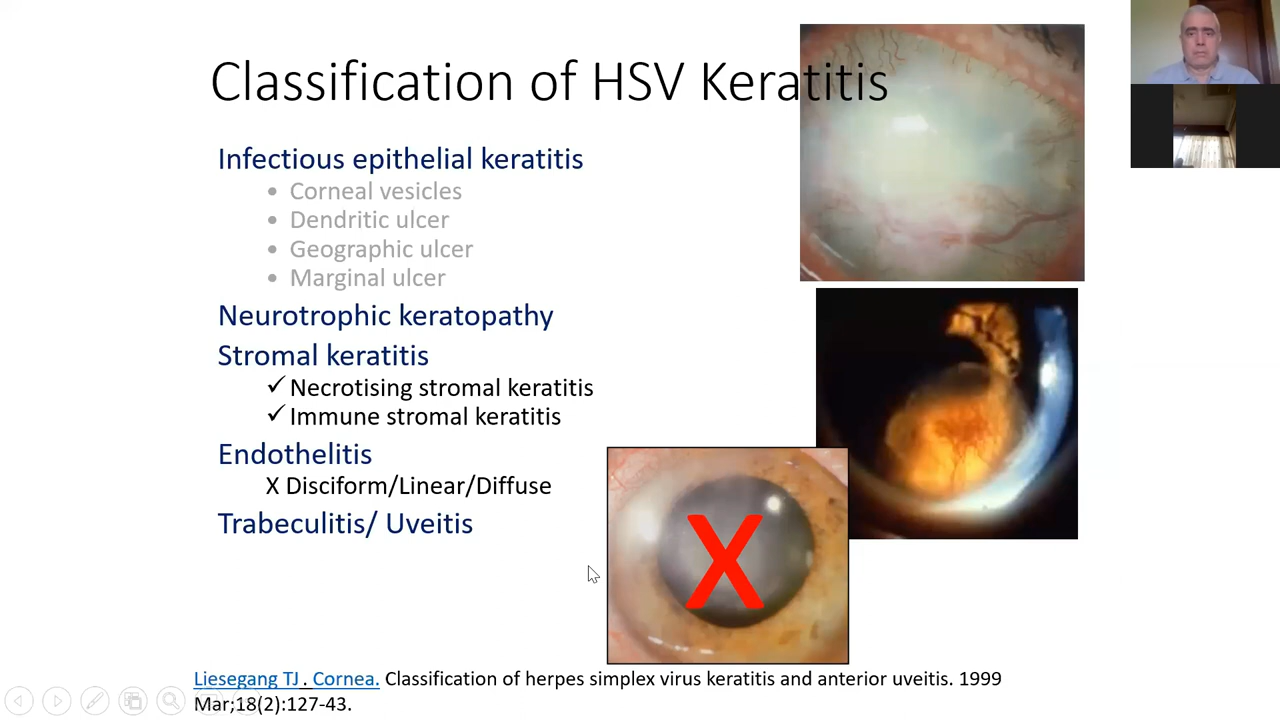 Classification of HSV Keratitis
Infectious epithelial keratitis
• Corneal vesicles
• Dendritic ulcer
• Geographic ulcer
• Marginal ulcer
Neurotrophic keratopathy
Stromal keratitis
✓ Necrotising stromal keratitis
✓ Immune stromal keratitis
Endothelitis
X Disciform/Linear/Diffuse
Trabeculitis/ Uveitis
X
Liesegang TJ . Cornea. Classification of herpes simplex virus keratitis and anterior uveitis. 1999
Mar;18(2):127-43.